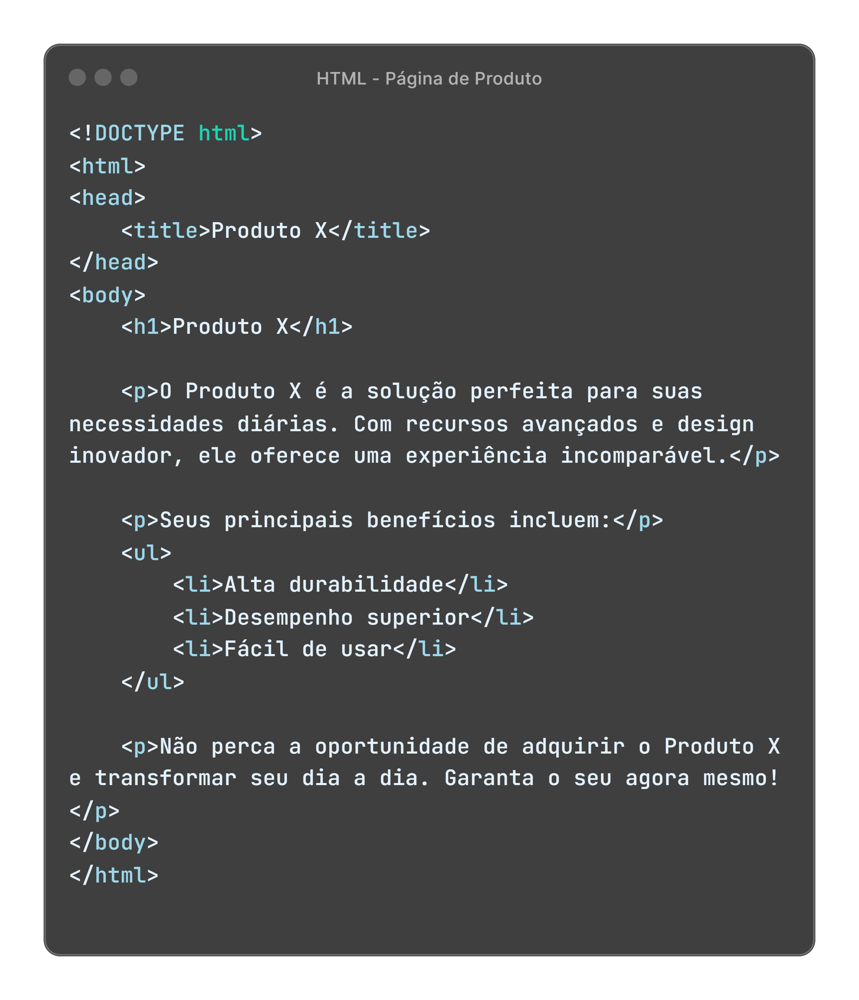 HTML - Página de Produto
<!DOCTYPE html>
<html>
<head>
    <title>Produto X</title>
</head>
<body>
    <h1>Produto X</h1>
    <p>O Produto X é a solução perfeita para suas
necessidades diárias. Com recursos avançados e design
inovador, ele oferece uma experiência incomparável.</p>
    <p>Seus principais benefícios incluem:</p>
    <ul>
        <li>Alta durabilidade</li>
        <li>Desempenho superior</li>
        <li>Fácil de usar</li>
    </ul>
    <p>Não perca a oportunidade de adquirir o Produto X
e transformar seu dia a dia. Garanta o seu agora mesmo!
</p>
</body>
</html>